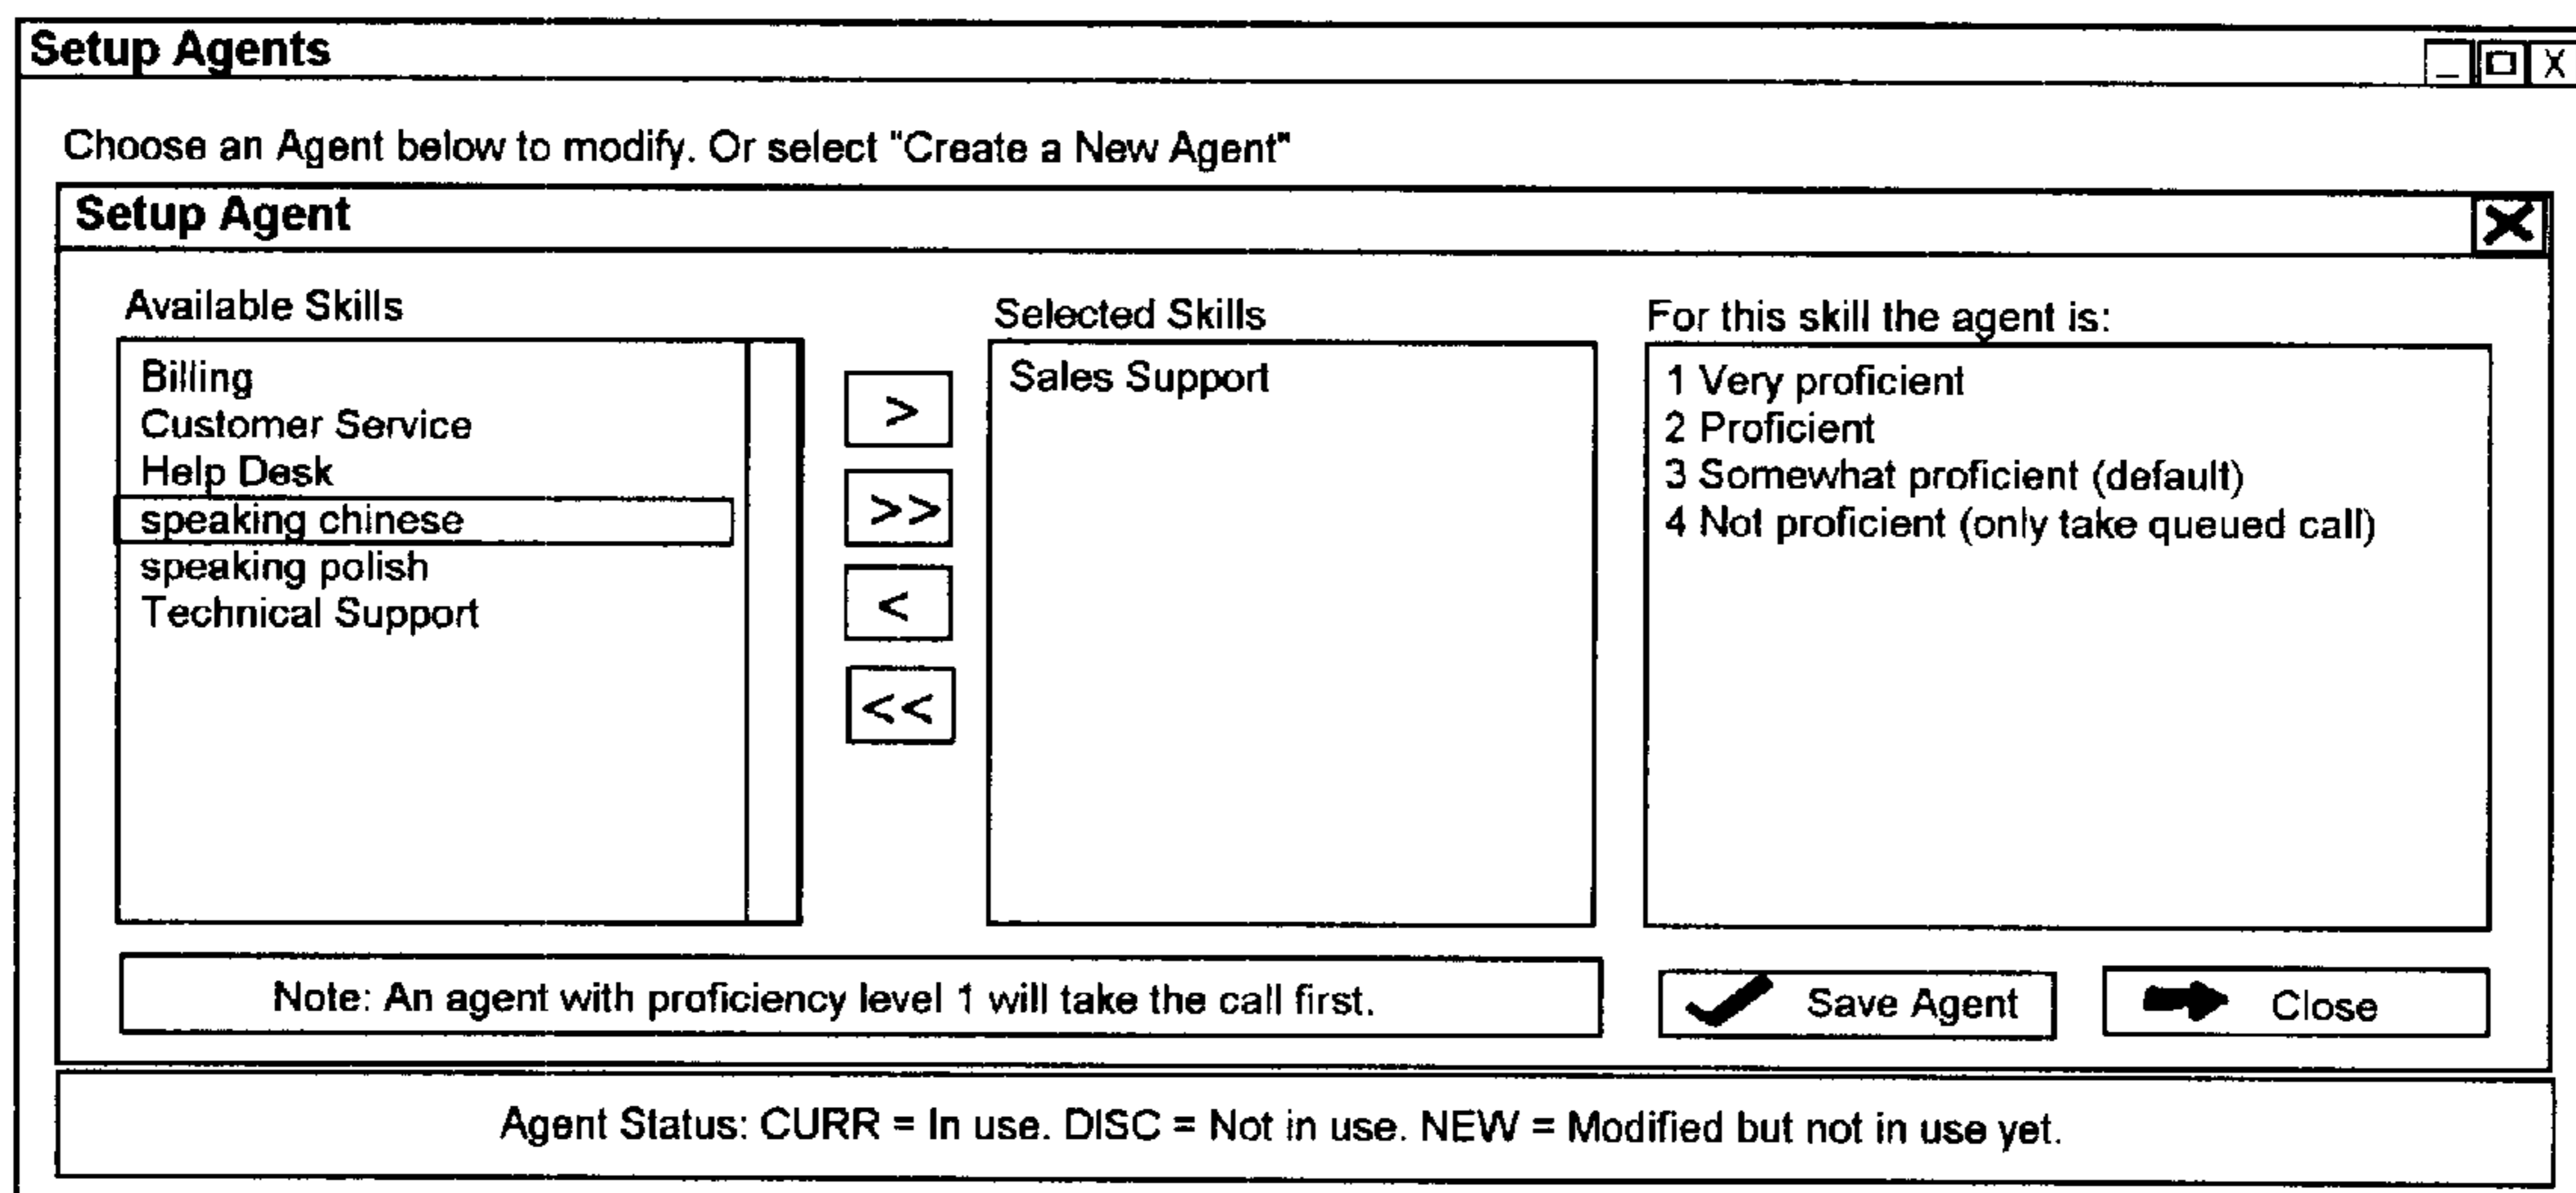 Setup Agents
_ □ X
Choose an Agent below to modify. Or select "Create a New Agent"
Setup Agent
X
Available Skills
Billing
Customer Service
Help Desk
speaking chinese
speaking polish
Technical Support
>
>>
<
<<
Selected Skills
Sales Support
For this skill the agent is:
1 Very proficient
2 Proficient
3 Somewhat proficient (default)
4 Not proficient (only take queued call)
Note: An agent with proficiency level 1 will take the call first.
Save Agent
Close
Agent Status: CURR = In use. DISC = Not in use. NEW = Modified but not in use yet.